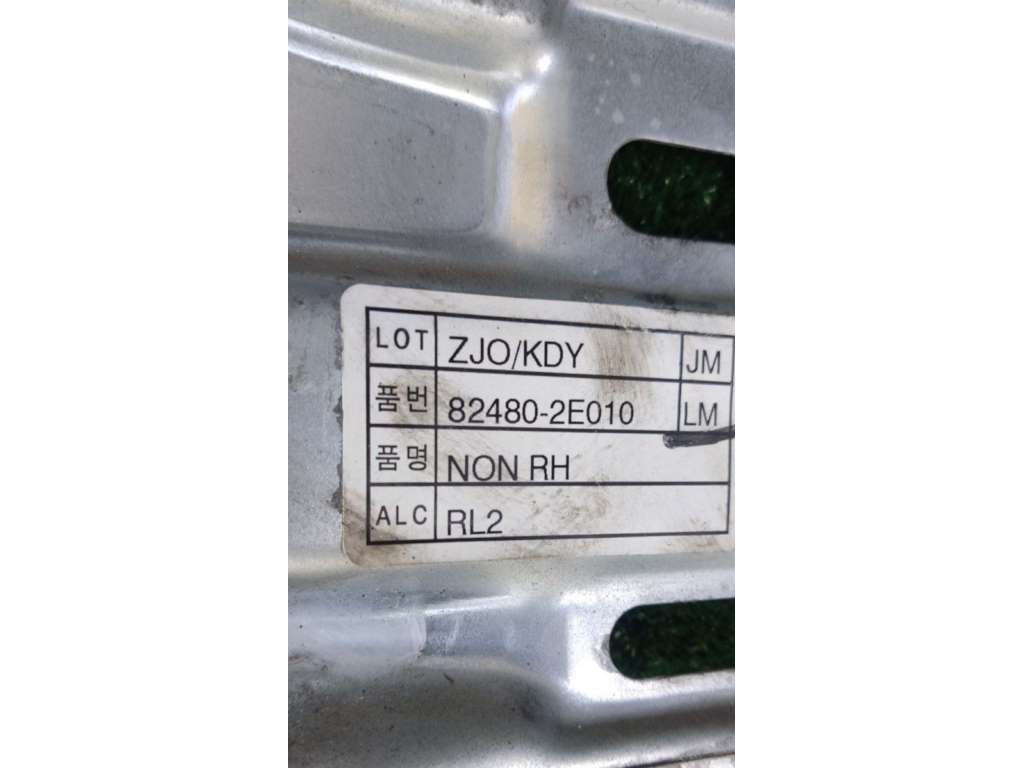 LOT ZJO/KDY JM
품번 82480-2E010 LM
품명 NON RH
ALC RL2